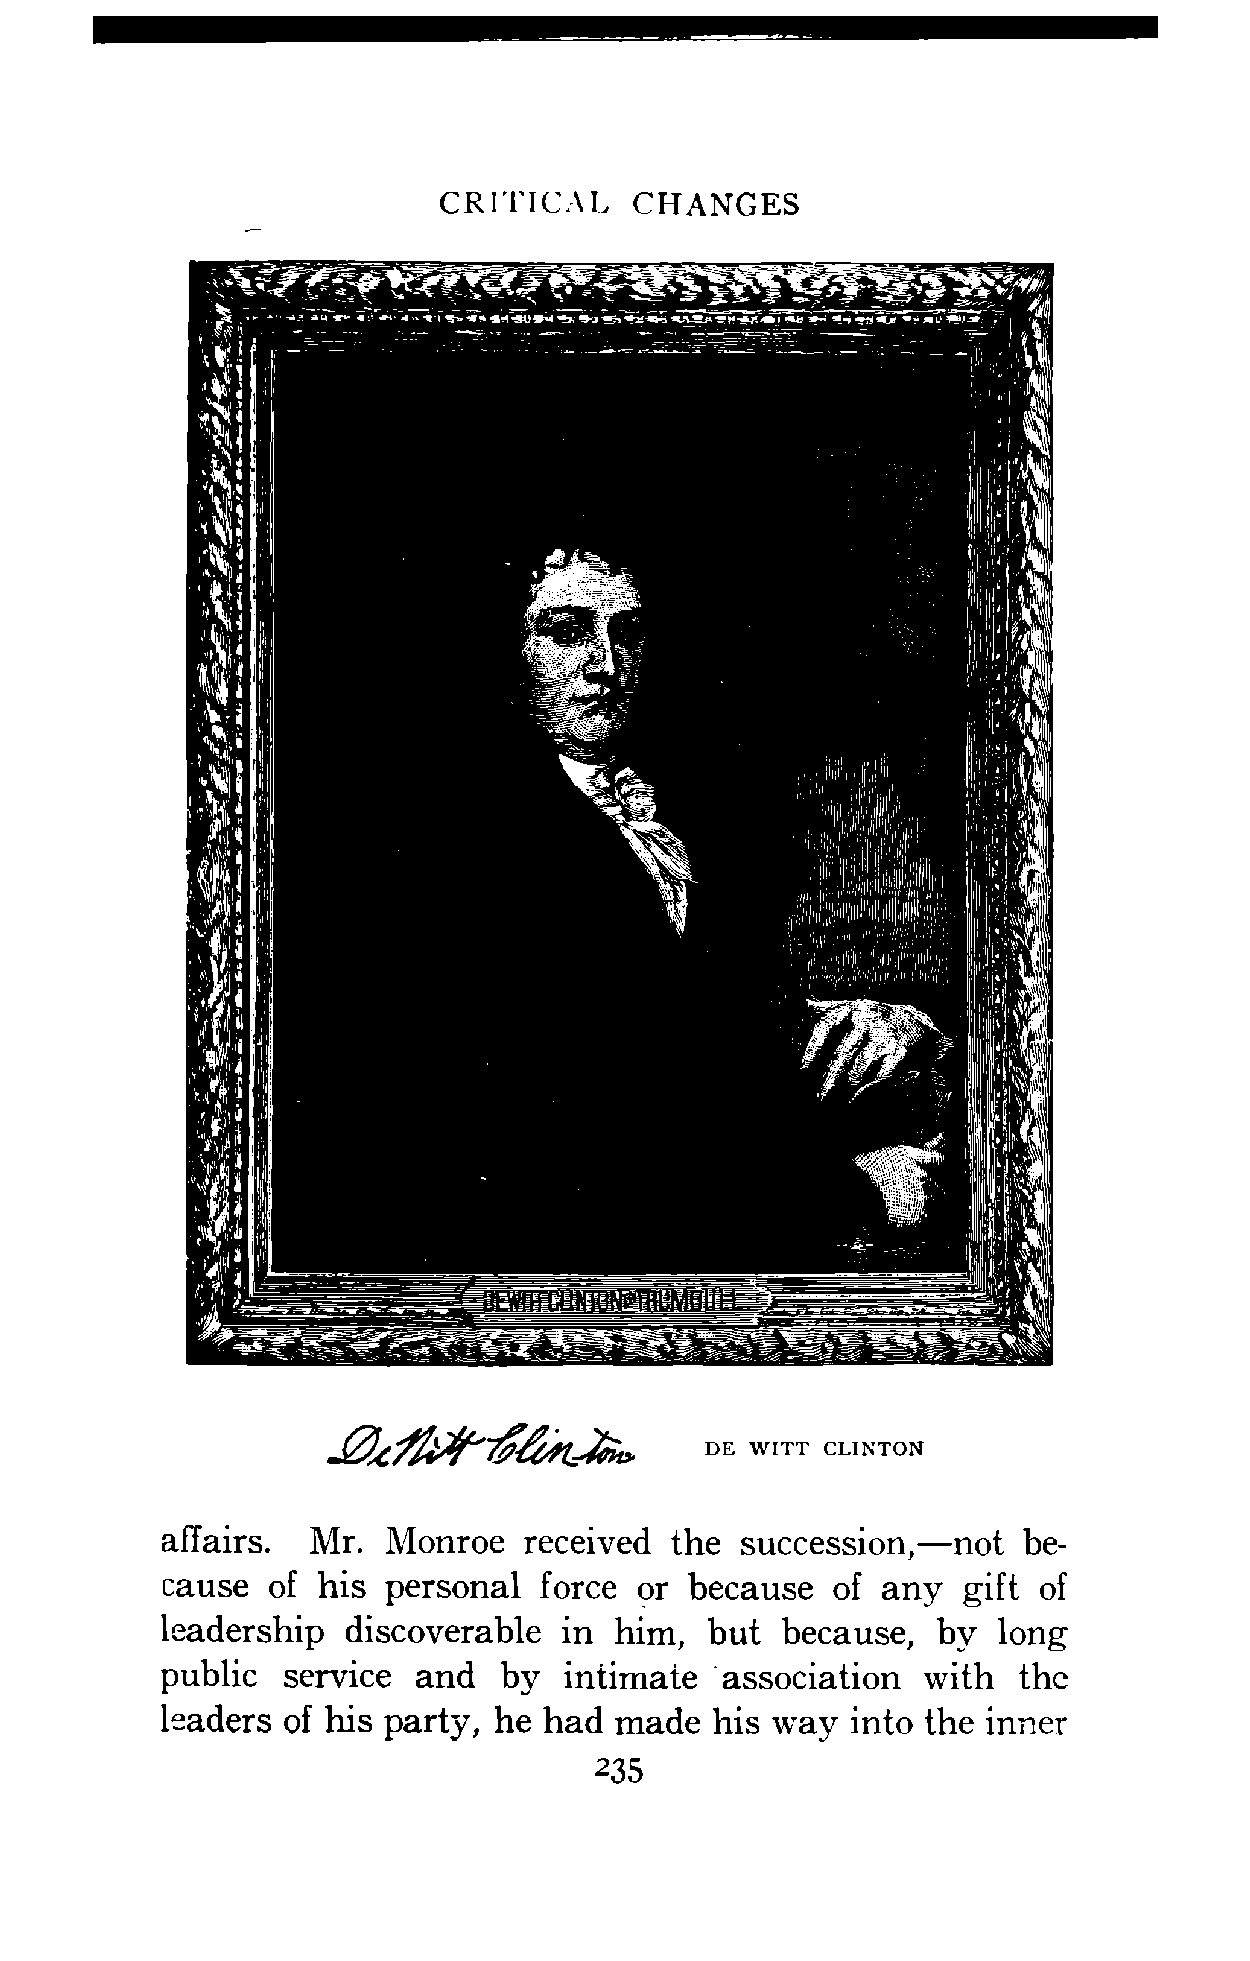 CRITICAL CHANGES
DE WITT CLINTON TRUMBULL
DeWitt Clinton DE WITT CLINTON
affairs. Mr. Monroe received the succession,—not be-
cause of his personal force or because of any gift of
leadership discoverable in him, but because, by long
public service and by intimate association with the
leaders of his party, he had made his way into the inner
235